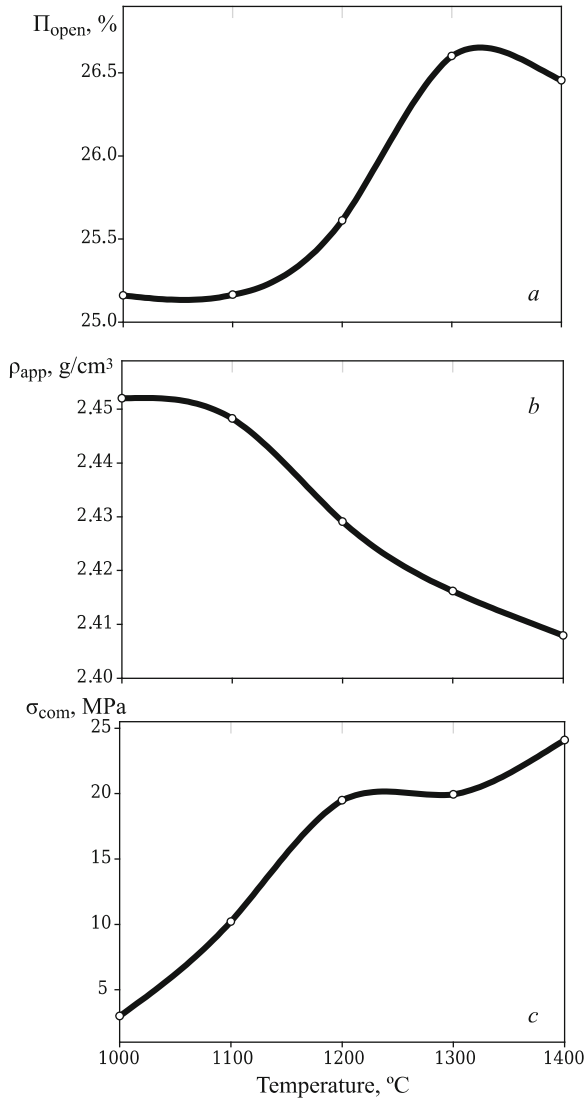 Π_open, %
26.5
26.0
25.5
25.0
a
ρ_app, g/cm³
2.45
2.44
2.43
2.42
2.41
2.40
b
σ_com, MPa
25
20
15
10
5
c
1000 1100 1200 1300 1400
Temperature, ºC